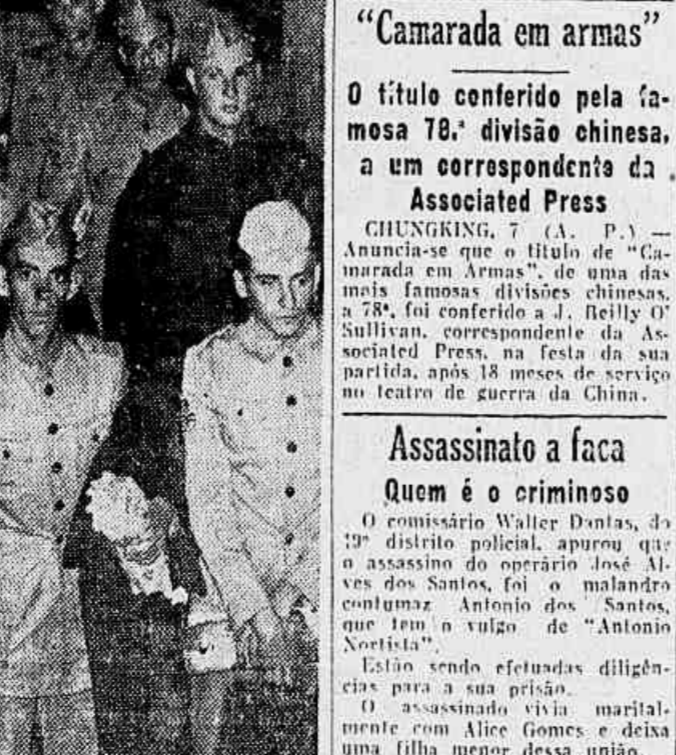 "Camarada em armas"
O título conferido pela fa-
mosa 78.ª divisão chinesa,
a um correspondente da
Associated Press
CHUNGKING, 7 (A. P.) —
Anuncia-se que o titulo de "Ca-
marada em Armas", de uma das
mais famosas divisões chinesas,
a 78ª, foi conferido a J. Reilly O'
Sullivan, correspondente da As-
sociated Press, na festa da sua
partida, após 18 meses de serviço
no teatro de guerra da China.
Assassinato a faca
Quem é o criminoso
O comissário Walter Dantas, do
19º distrito policial, apurou que
o assassino do operário José Al-
ves dos Santos, foi o malandro
contumaz Antonio dos Santos,
que tem o vulgo de "Antonio
Nortista".
Estão sendo efetuadas diligên-
cias para a sua prisão.
O assassinado vivia marital-
mente com Alice Gomes e deixa
uma filha menor dessa união.